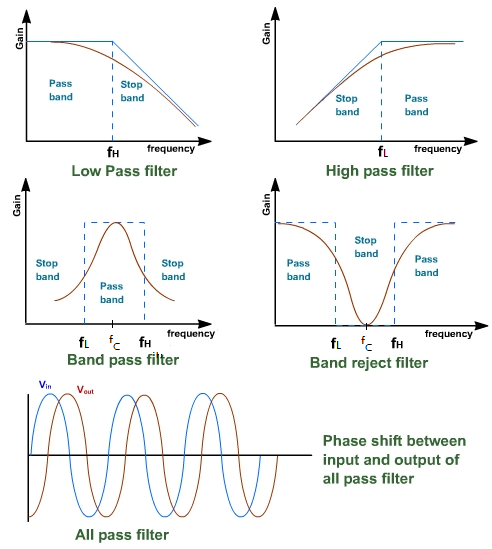 Gain
Pass
band
Stop
band
fH
frequency
Low Pass filter
Gain
Stop
band
Pass
band
fL
frequency
High pass filter
Gain
Stop
band
Pass
band
Stop
band
fL
fC
fH
frequency
Band pass filter
Gain
Pass
band
Stop
band
Pass
band
fL
fC
fH
frequency
Band reject filter
Vin
Vout
Phase shift between
input and output of
all pass filter
All pass filter